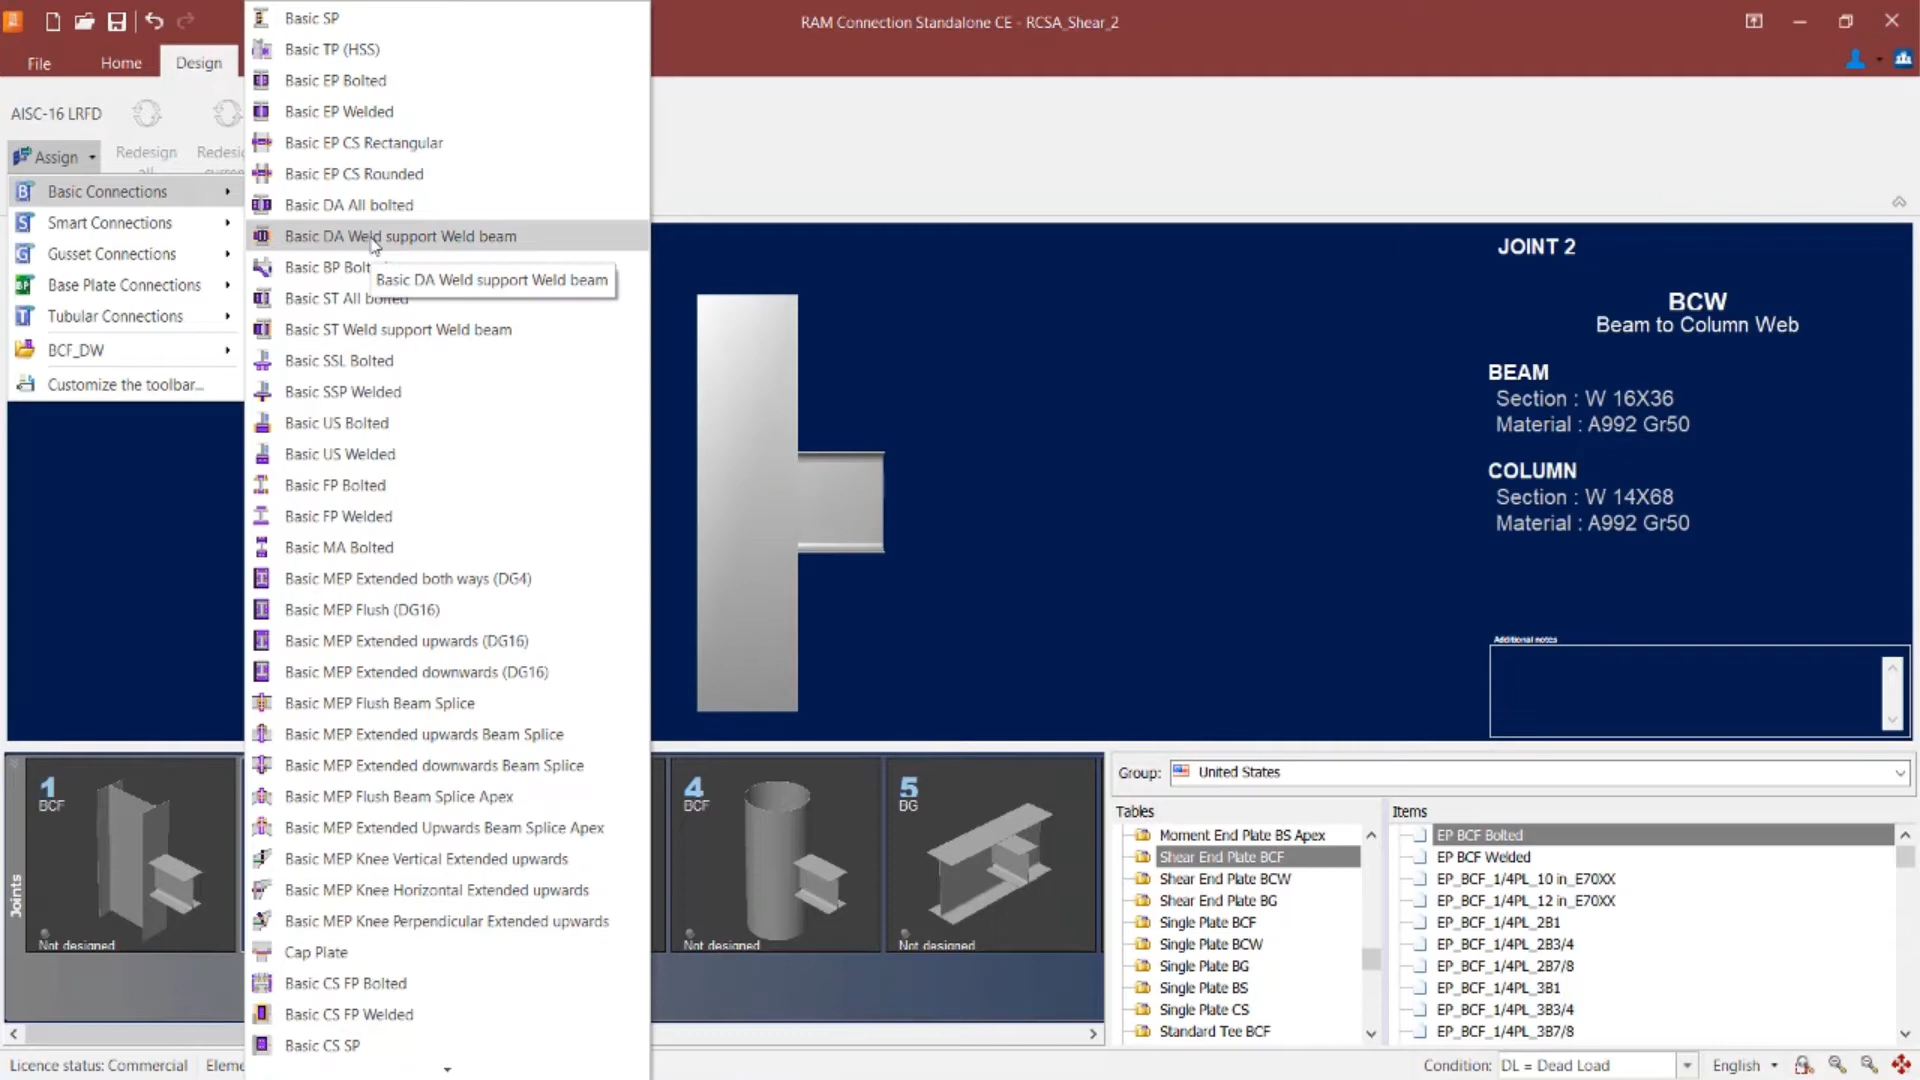 RAM Connection Standalone CE - RCSA_Shear_2
File
Home
Design
AISC-16 LRFD
Assign
Redesign
Basic Connections
Smart Connections
Gusset Connections
Base Plate Connections
Tubular Connections
BCF_DW
Customize the toolbar...
Basic SP
Basic TP (HSS)
Basic EP Bolted
Basic EP Welded
Basic EP CS Rectangular
Basic EP CS Rounded
Basic DA All bolted
Basic DA Weld support Weld beam
Basic BP Bolt
Basic DA Weld support Weld beam
Basic ST All bolted
Basic ST Weld support Weld beam
Basic SSL Bolted
Basic SSP Welded
Basic US Bolted
Basic US Welded
Basic FP Bolted
Basic FP Welded
Basic MA Bolted
Basic MEP Extended both ways (DG4)
Basic MEP Flush (DG16)
Basic MEP Extended upwards (DG16)
Basic MEP Extended downwards (DG16)
Basic MEP Flush Beam Splice
Basic MEP Extended upwards Beam Splice
Basic MEP Extended downwards Beam Splice
Basic MEP Flush Beam Splice Apex
Basic MEP Extended Upwards Beam Splice Apex
Basic MEP Knee Vertical Extended upwards
Basic MEP Knee Horizontal Extended upwards
Basic MEP Knee Perpendicular Extended upwards
Cap Plate
Basic CS FP Bolted
Basic CS FP Welded
Basic CS SP
JOINT 2
BCW
Beam to Column Web
BEAM
Section : W 16X36
Material : A992 Gr50
COLUMN
Section : W 14X68
Material : A992 Gr50
Additional notes
Joints
1
BCF
Not designed
4
BCF
Not designed
5
BG
Not designed
Group: United States
Tables
Moment End Plate BS Apex
Shear End Plate BCF
Shear End Plate BCW
Shear End Plate BG
Single Plate BCF
Single Plate BCW
Single Plate BG
Single Plate BS
Single Plate CS
Standard Tee BCF
Items
EP BCF Bolted
EP BCF Welded
EP_BCF_1/4PL_10 in_E70XX
EP_BCF_1/4PL_12 in_E70XX
EP_BCF_1/4PL_2B1
EP_BCF_1/4PL_2B3/4
EP_BCF_1/4PL_2B7/8
EP_BCF_1/4PL_3B1
EP_BCF_1/4PL_3B3/4
EP_BCF_1/4PL_3B7/8
Licence status: Commercial
Condition: DL = Dead Load
English